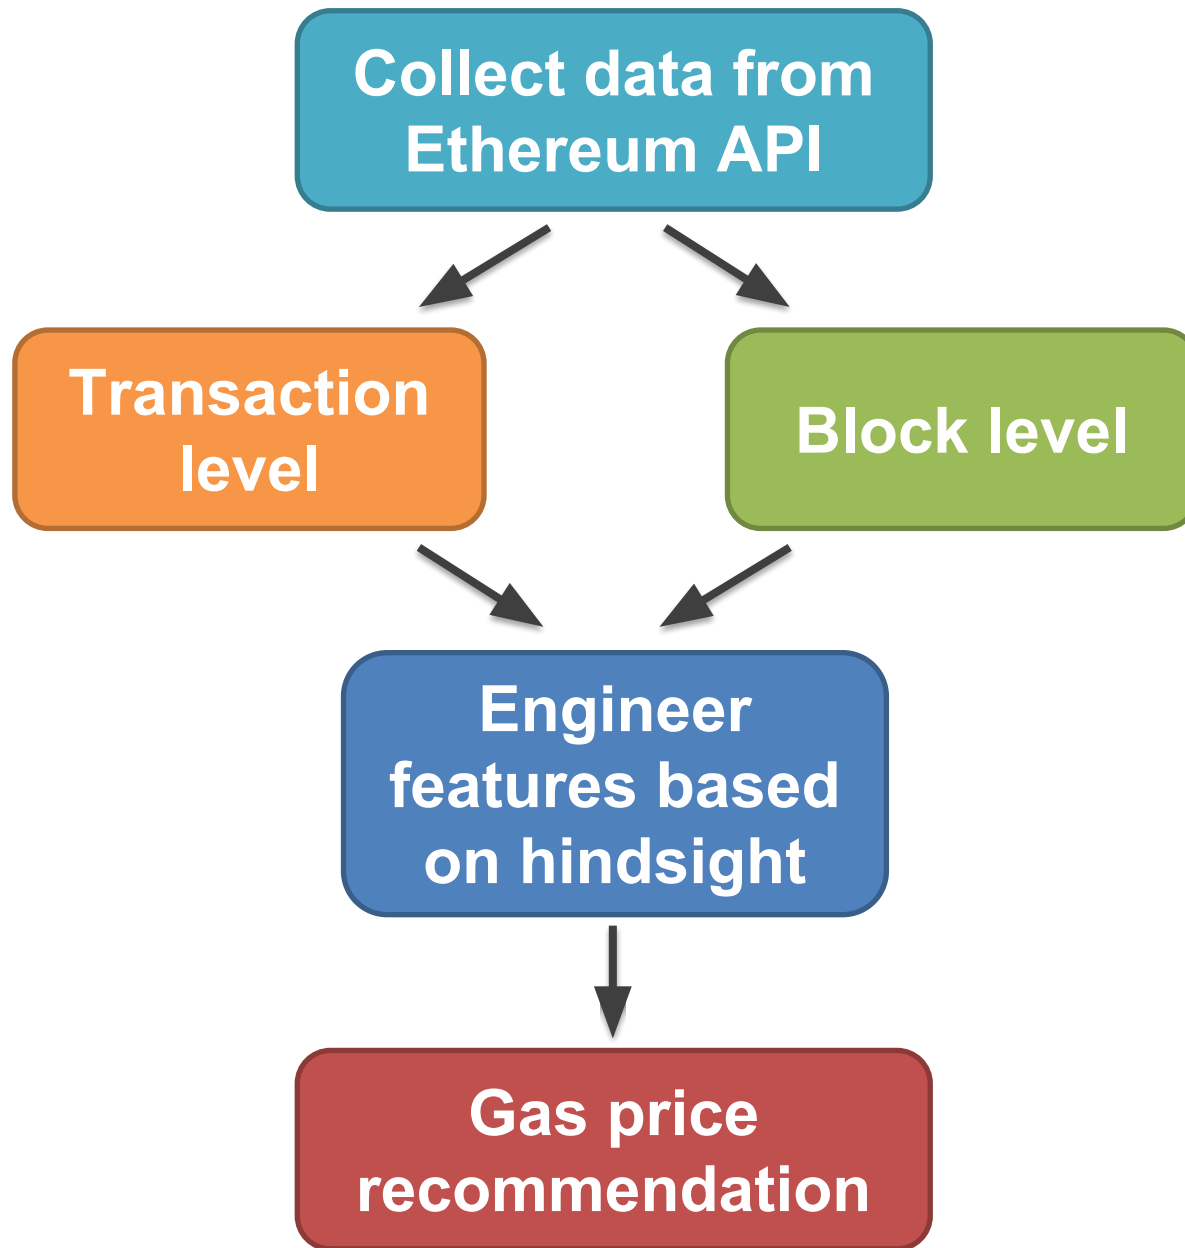 Collect data from
Ethereum API
Transaction
level
Block level
Engineer
features based
on hindsight
Gas price
recommendation